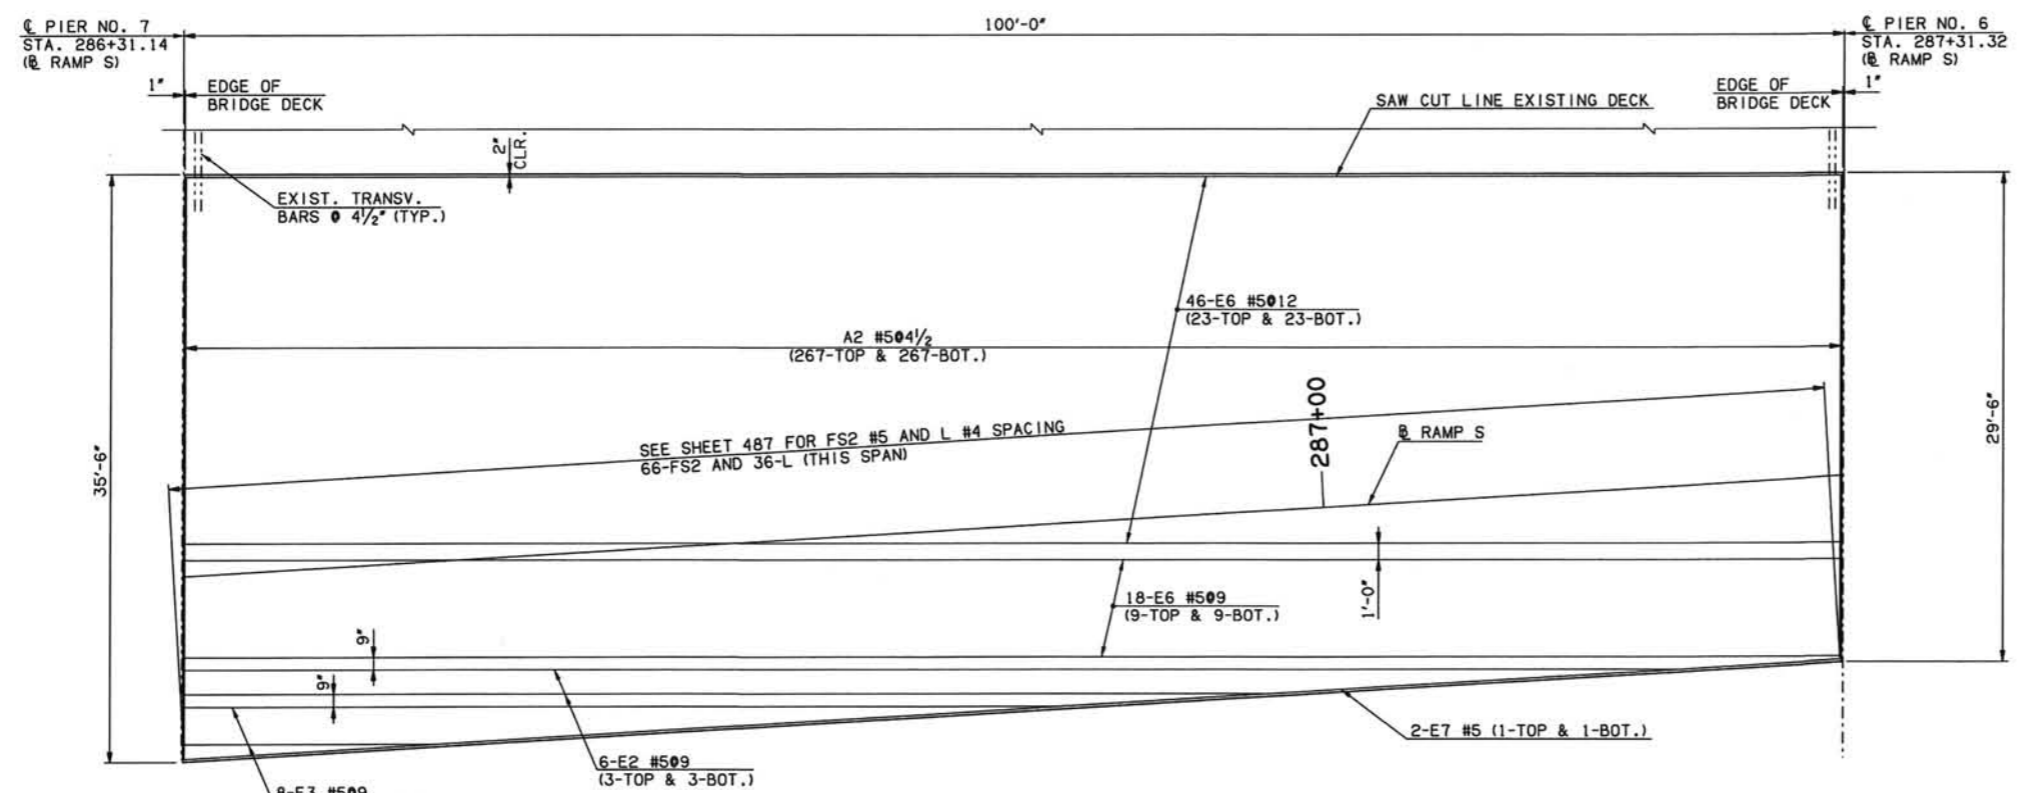 ℄ PIER NO. 7
STA. 286+31.14
(℄ RAMP S)
100'-0"
℄ PIER NO. 6
STA. 287+31.32
(℄ RAMP S)
1"
EDGE OF
BRIDGE DECK
EDGE OF
BRIDGE DECK
1"
SAW CUT LINE EXISTING DECK
2"
CLR.
EXIST. TRANSV.
BARS @ 4½" (TYP.)
46-E6 #5@12
(23-TOP & 23-BOT.)
A2 #5@4½
(267-TOP & 267-BOT.)
287+00
SEE SHEET 487 FOR FS2 #5 AND L #4 SPACING
66-FS2 AND 36-L (THIS SPAN)
℄ RAMP S
35'-6"
29'-6"
18-E6 #5@9
(9-TOP & 9-BOT.)
1'-0"
9"
9"
2-E7 #5 (1-TOP & 1-BOT.)
6-E2 #5@9
(3-TOP & 3-BOT.)
8-E3 #5@9